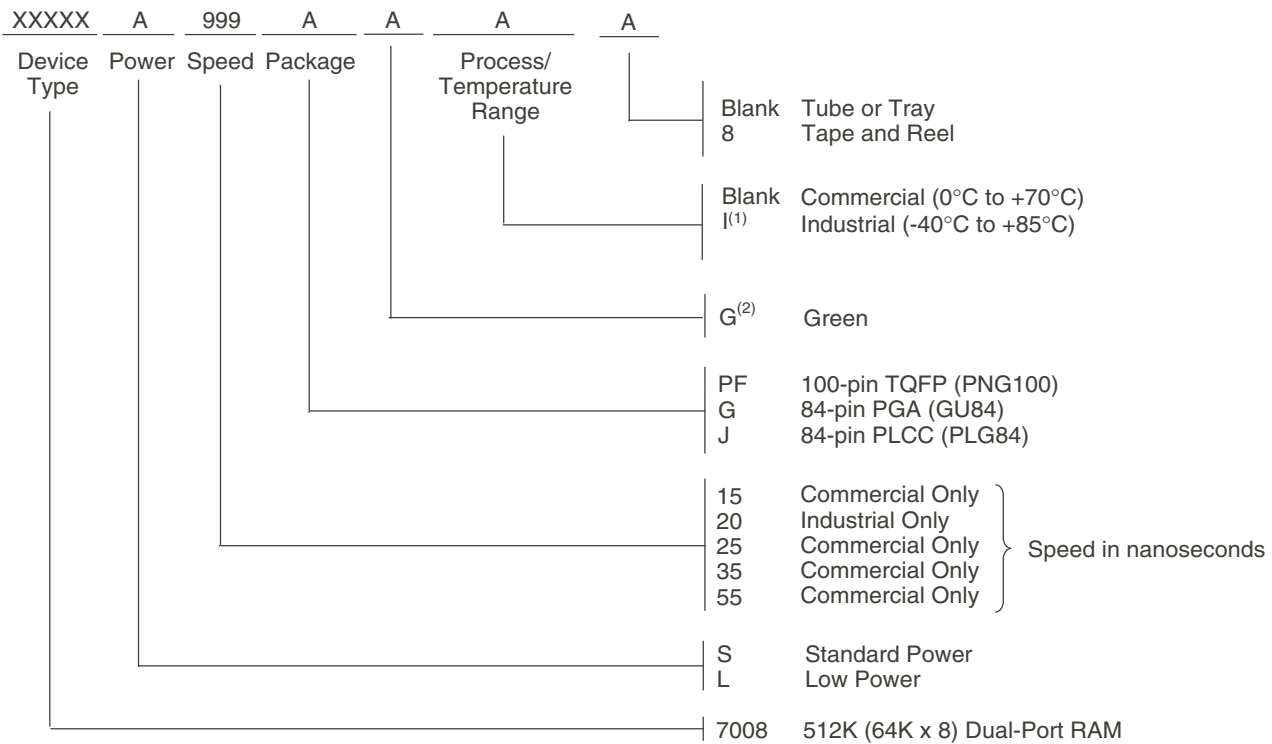 XXXXX A 999 A A A A
Device Type Power Speed Package Process/ Temperature Range
Blank Tube or Tray
8 Tape and Reel
Blank Commercial (0°C to +70°C)
I(1) Industrial (-40°C to +85°C)
G(2) Green
PF 100-pin TQFP (PNG100)
G 84-pin PGA (GU84)
J 84-pin PLCC (PLG84)
15 Commercial Only
20 Industrial Only
25 Commercial Only
35 Commercial Only
55 Commercial Only
Speed in nanoseconds
S Standard Power
L Low Power
7008 512K (64K x 8) Dual-Port RAM